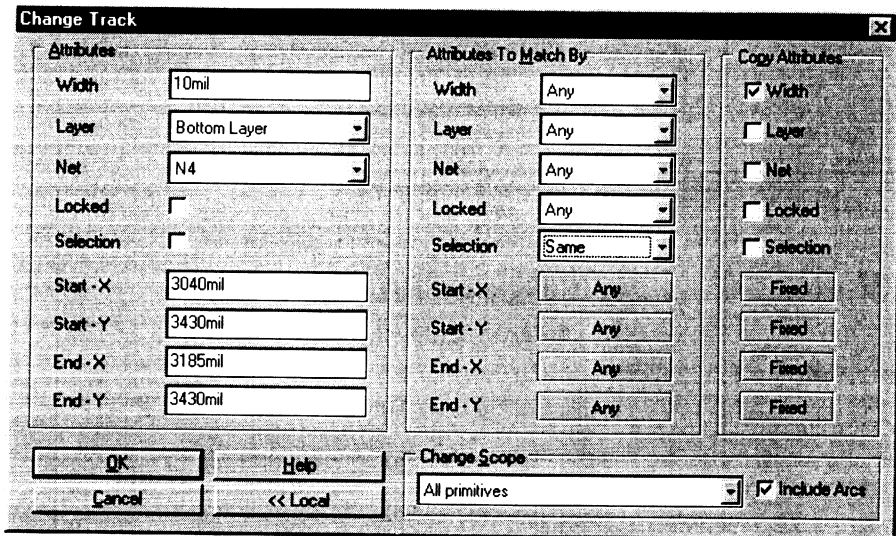 Change Track
Attributes
Width 10mil
Layer Bottom Layer
Net N4
Locked
Selection
Start - X 3040mil
Start - Y 3430mil
End - X 3185mil
End - Y 3430mil
Attributes To Match By
Width Any
Layer Any
Net Any
Locked Any
Selection Same
Start - X Any
Start - Y Any
End - X Any
End - Y Any
Copy Attributes
Width
Layer
Net
Locked
Selection
Fixed
Fixed
Fixed
Fixed
OK Help
Cancel << Local
Change Scope
All primitives Include Arcs